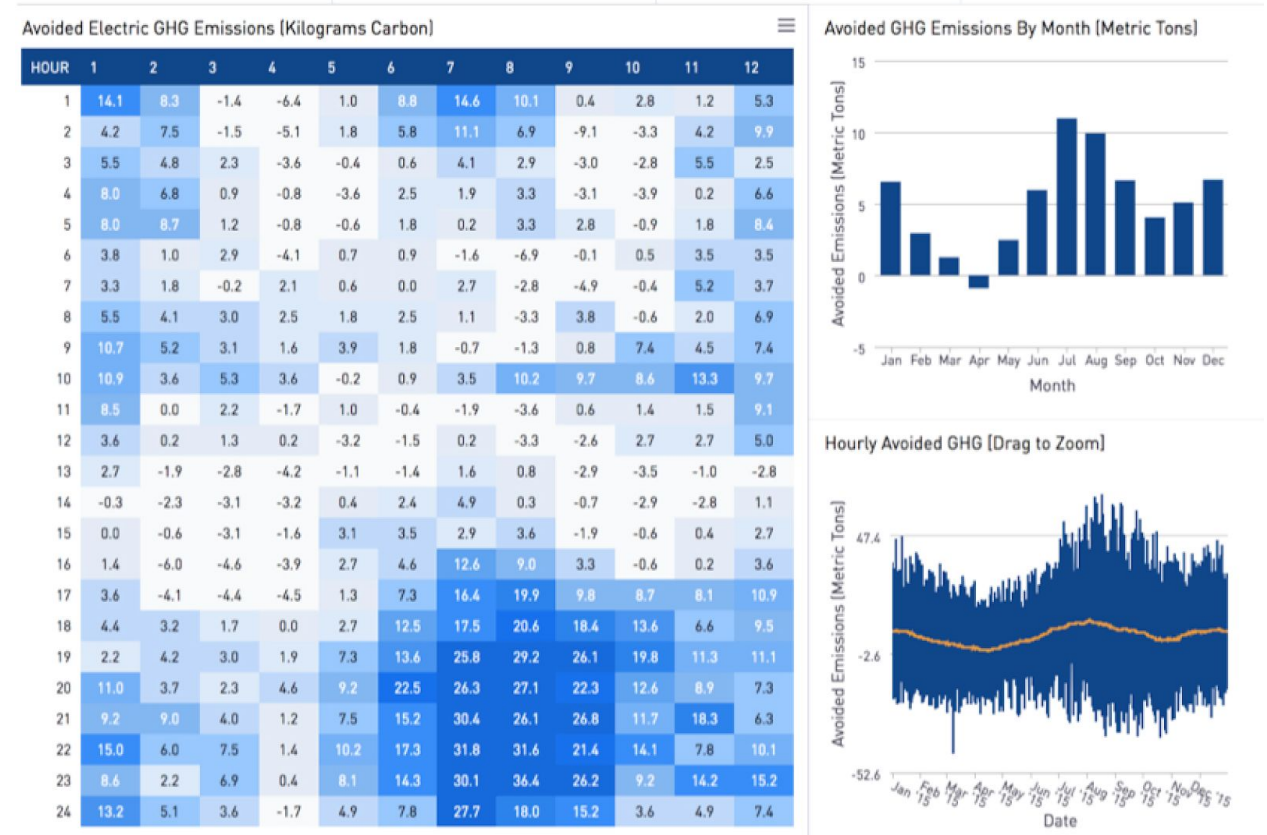 Avoided Electric GHG Emissions (Kilograms Carbon)
HOUR 1 2 3 4 5 6 7 8 9 10 11 12
1 14.1 8.3 -1.4 -6.4 1.0 8.8 14.6 10.1 0.4 2.8 1.2 5.3
2 4.2 7.5 -1.5 -5.1 1.8 5.8 11.1 6.9 -9.1 -3.3 4.2 9.9
3 5.5 4.8 2.3 -3.6 -0.4 0.6 4.1 2.9 -3.0 -2.8 5.5 2.5
4 8.0 6.8 0.9 -0.8 -3.6 2.5 1.9 3.3 -3.1 -3.9 0.2 6.6
5 8.0 8.7 1.2 -0.8 -0.6 1.8 0.2 3.3 2.8 -0.9 1.8 8.4
6 3.8 1.0 2.9 -4.1 0.7 0.9 -1.6 -6.9 -0.1 0.5 3.5 3.5
7 3.3 1.8 -0.2 2.1 0.6 0.0 2.7 -2.8 -4.9 -0.4 5.2 3.7
8 5.5 4.1 3.0 2.5 1.8 2.5 1.1 -3.3 3.8 -0.6 2.0 6.9
9 10.7 5.2 3.1 1.6 3.9 1.8 -0.7 -1.3 0.8 7.4 4.5 7.4
10 10.9 3.6 5.3 3.6 -0.2 0.9 3.5 10.2 9.7 8.6 13.3 9.7
11 8.5 0.0 2.2 -1.7 1.0 -0.4 -1.9 -3.6 0.6 1.4 1.5 9.1
12 3.6 0.2 1.3 0.2 -3.2 -1.5 0.2 -3.3 -2.6 2.7 2.7 5.0
13 2.7 -1.9 -2.8 -4.2 -1.1 -1.4 1.6 0.8 -2.9 -3.5 -1.0 -2.8
14 -0.3 -2.3 -3.1 -3.2 0.4 2.4 4.9 0.3 -0.7 -2.9 -2.8 1.1
15 0.0 -0.6 -3.1 -1.6 3.1 3.5 2.9 3.6 -1.9 -0.6 0.4 2.7
16 1.4 -6.0 -4.6 -3.9 2.7 4.6 12.6 9.0 3.3 -0.6 0.2 3.6
17 3.6 -4.1 -4.4 -4.5 1.3 7.3 16.4 19.9 9.8 8.7 8.1 10.9
18 4.4 3.2 1.7 0.0 2.7 12.5 17.5 20.6 18.4 13.6 6.6 9.5
19 2.2 4.2 3.0 1.9 7.3 13.6 25.8 29.2 26.1 19.8 11.3 11.1
20 11.0 3.7 2.3 4.6 9.2 22.5 26.3 27.1 22.3 12.6 8.9 7.3
21 9.2 9.0 4.0 1.2 7.5 15.2 30.4 26.1 26.8 11.7 18.3 6.3
22 15.0 6.0 7.5 1.4 10.2 17.3 31.8 31.6 21.4 14.1 7.8 10.1
23 8.6 2.2 6.9 0.4 8.1 14.3 30.1 36.4 26.2 9.2 14.2 15.2
24 13.2 5.1 3.6 -1.7 4.9 7.8 27.7 18.0 15.2 3.6 4.9 7.4
Avoided GHG Emissions By Month (Metric Tons)
Avoided Emissions (Metric Tons)
15
10
5
0
-5
Jan Feb Mar Apr May Jun Jul Aug Sep Oct Nov Dec
Month
Hourly Avoided GHG [Drag to Zoom]
Avoided Emissions (Metric Tons)
47.4
-2.6
-52.6
Jan '15 Feb '15 Mar '15 Apr '15 May '15 Jun '15 Jul '15 Aug '15 Sep '15 Oct '15 Nov '15 Dec '15
Date